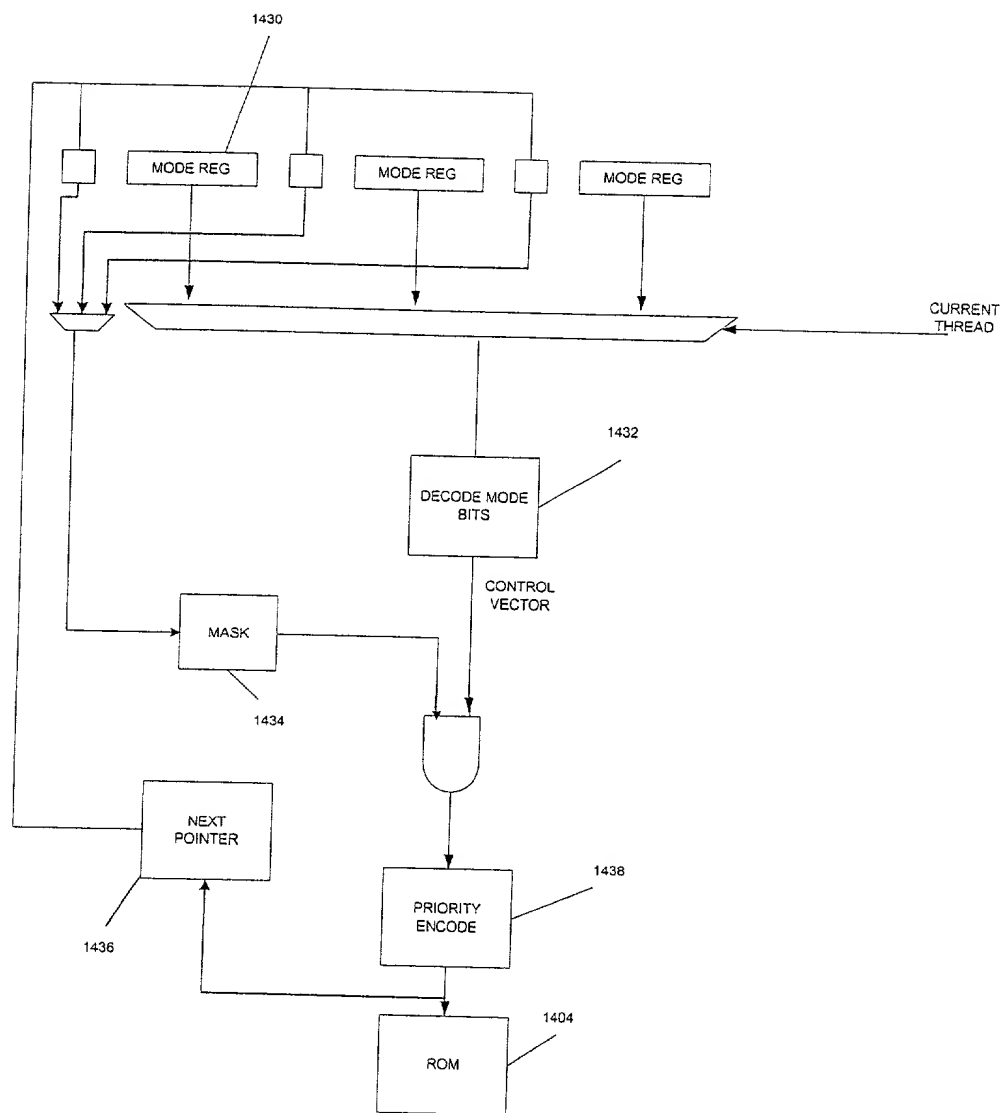 1430
MODE REG
MODE REG
MODE REG
CURRENT
THREAD
1432
DECODE MODE
BITS
CONTROL
VECTOR
MASK
1434
NEXT
POINTER
1436
1438
PRIORITY
ENCODE
1404
ROM